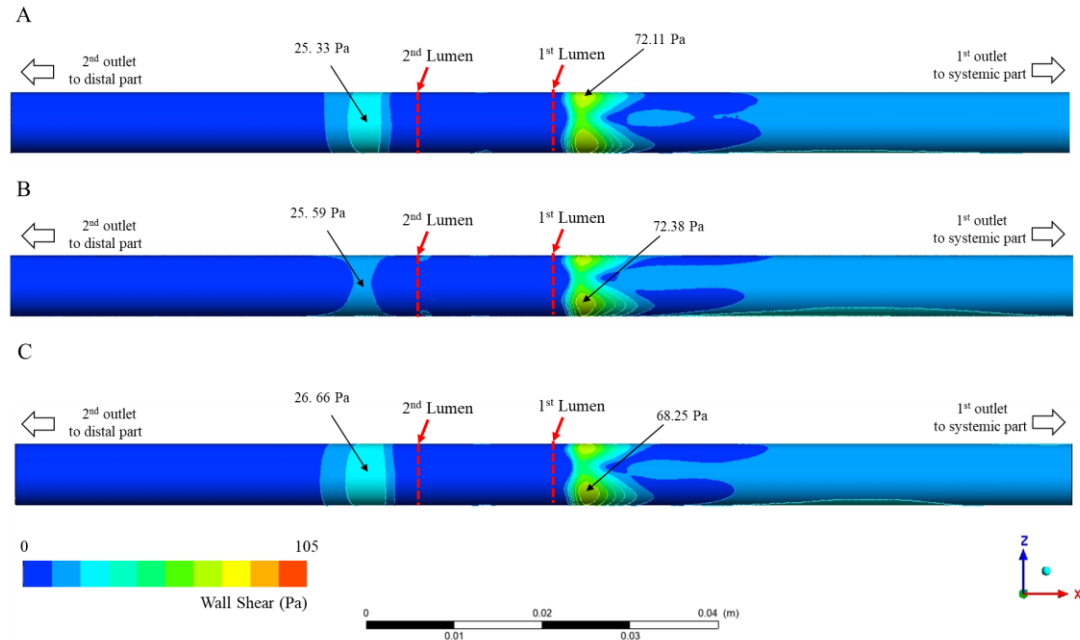 A
25. 33 Pa
2nd Lumen
1st Lumen
72.11 Pa
2nd outlet
to distal part
1st outlet
to systemic part
B
25. 59 Pa
2nd Lumen
1st Lumen
72.38 Pa
2nd outlet
to distal part
1st outlet
to systemic part
C
26. 66 Pa
2nd Lumen
1st Lumen
68.25 Pa
2nd outlet
to distal part
1st outlet
to systemic part
0 105
Wall Shear (Pa)
0 0.02 0.04 (m)
0.01 0.03
Z
X